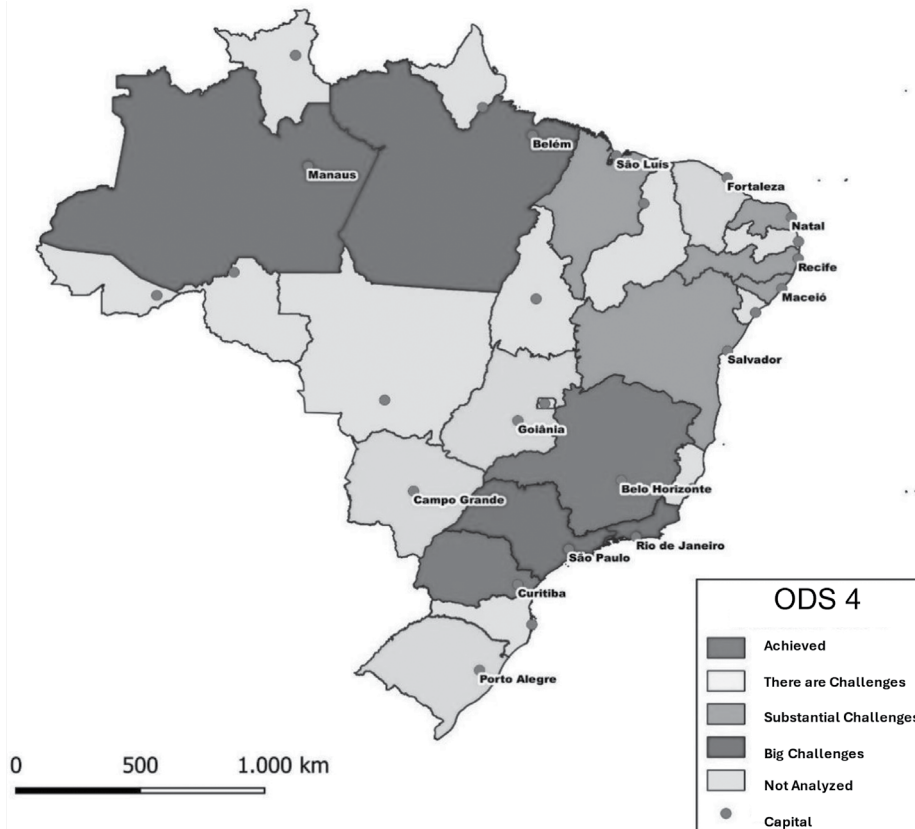 Belém
São Luís
Manaus
Fortaleza
Natal
Recife
Maceió
Salvador
Goiânia
Belo Horizonte
Campo Grande
Rio de Janeiro
São Paulo
Curitiba
Porto Alegre
ODS 4
Achieved
There are Challenges
Substantial Challenges
Big Challenges
Not Analyzed
Capital
0 500 1.000 km